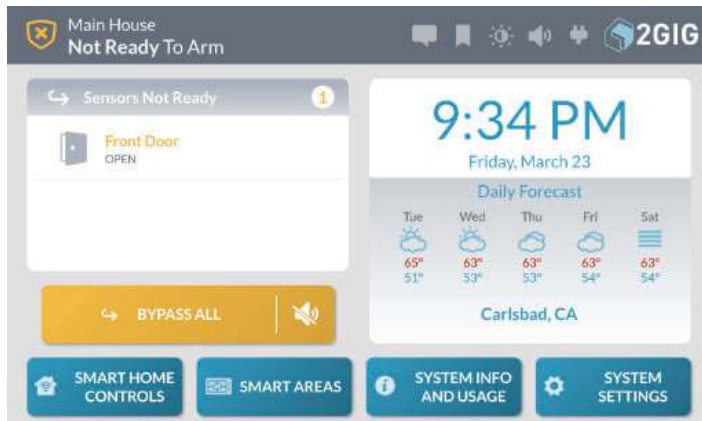 Main House
Not Ready To Arm
2GIG
Sensors Not Ready
1
Front Door
OPEN
BYPASS ALL
9:34 PM
Friday, March 23
Daily Forecast
Tue Wed Thu Fri Sat
65° 63° 63° 63° 63°
51° 53° 53° 54° 54°
Carlsbad, CA
SMART HOME
CONTROLS
SMART AREAS
SYSTEM INFO
AND USAGE
SYSTEM
SETTINGS